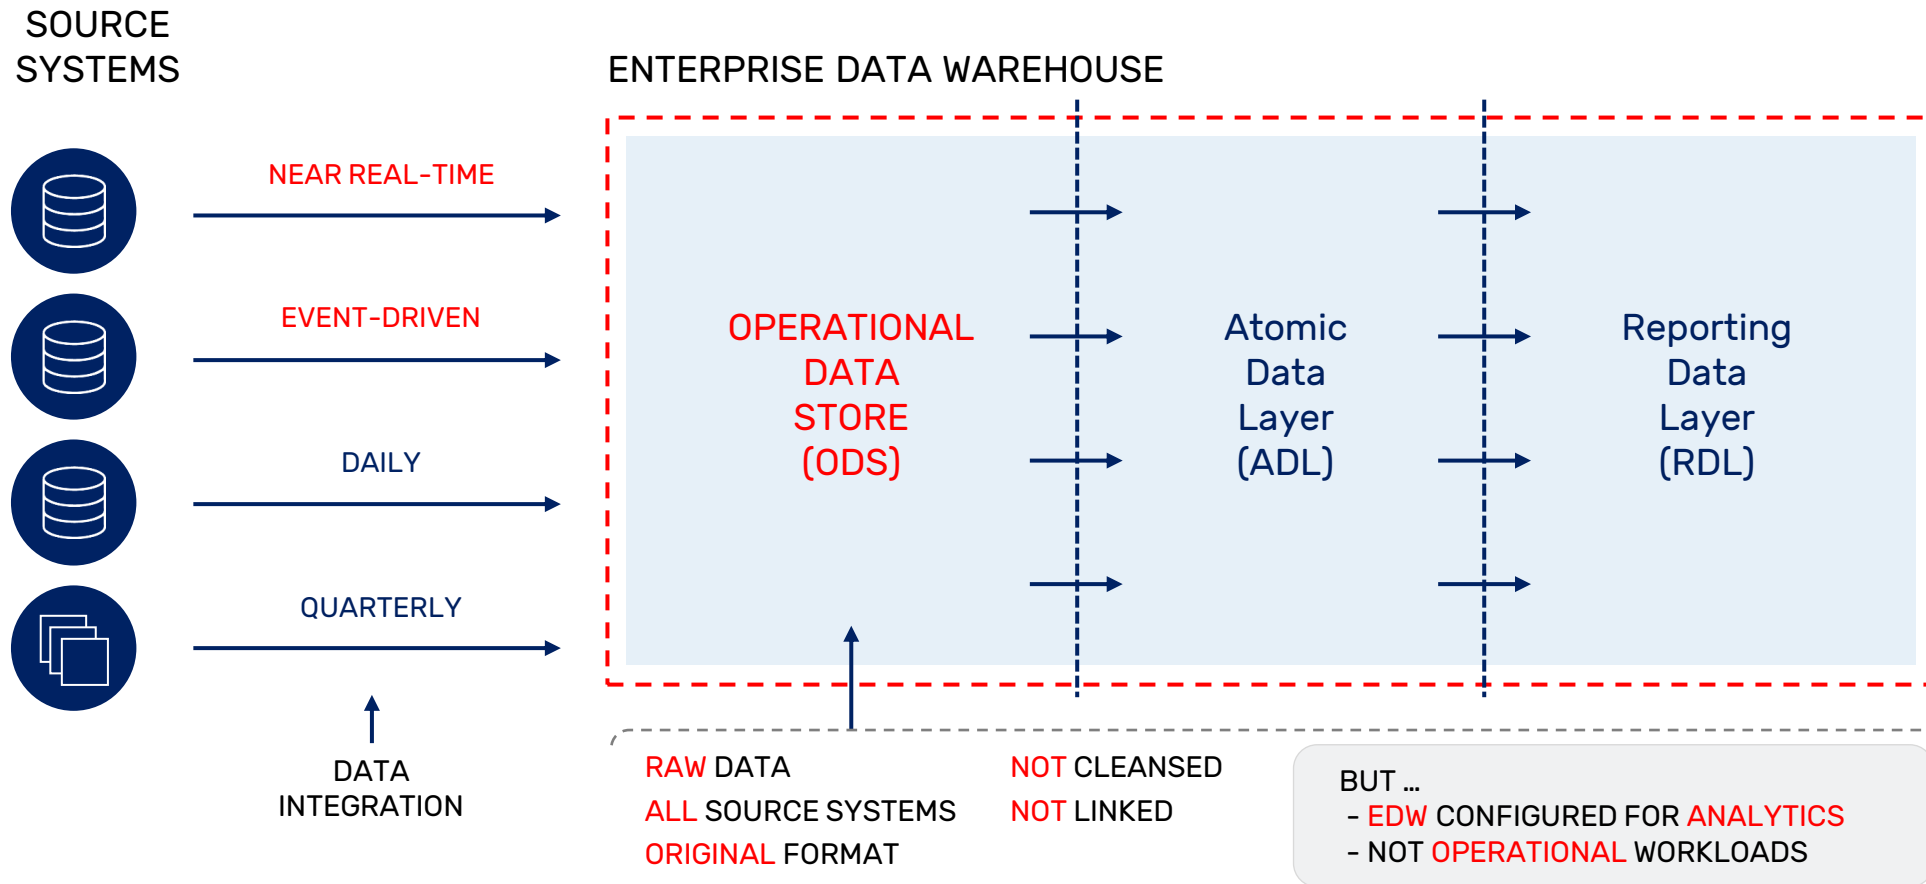 SOURCE
SYSTEMS
ENTERPRISE DATA WAREHOUSE
NEAR REAL-TIME
EVENT-DRIVEN
DAILY
QUARTERLY
DATA
INTEGRATION
OPERATIONAL
DATA
STORE
(ODS)
Atomic
Data
Layer
(ADL)
Reporting
Data
Layer
(RDL)
RAW DATA
ALL SOURCE SYSTEMS
ORIGINAL FORMAT
NOT CLEANSED
NOT LINKED
BUT ...
- EDW CONFIGURED FOR ANALYTICS
- NOT OPERATIONAL WORKLOADS